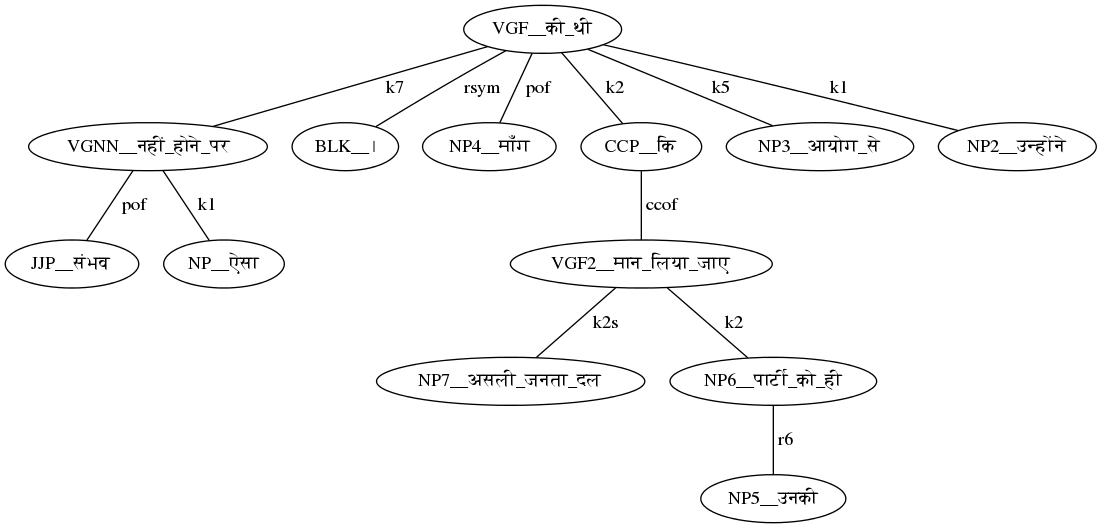 VGF__की_थी
k7 rsym pof k2 k5 k1
VGNN__नहीं_होने_पर BLK__। NP4__माँग CCP__कि NP3__आयोग_से NP2__उन्होंने
pof k1 ccof
JJP__संभव NP__ऐसा VGF2__मान_लिया_जाए
k2s k2
NP7__असली_जनता_दल NP6__पार्टी_को_ही
r6
NP5__उनकी